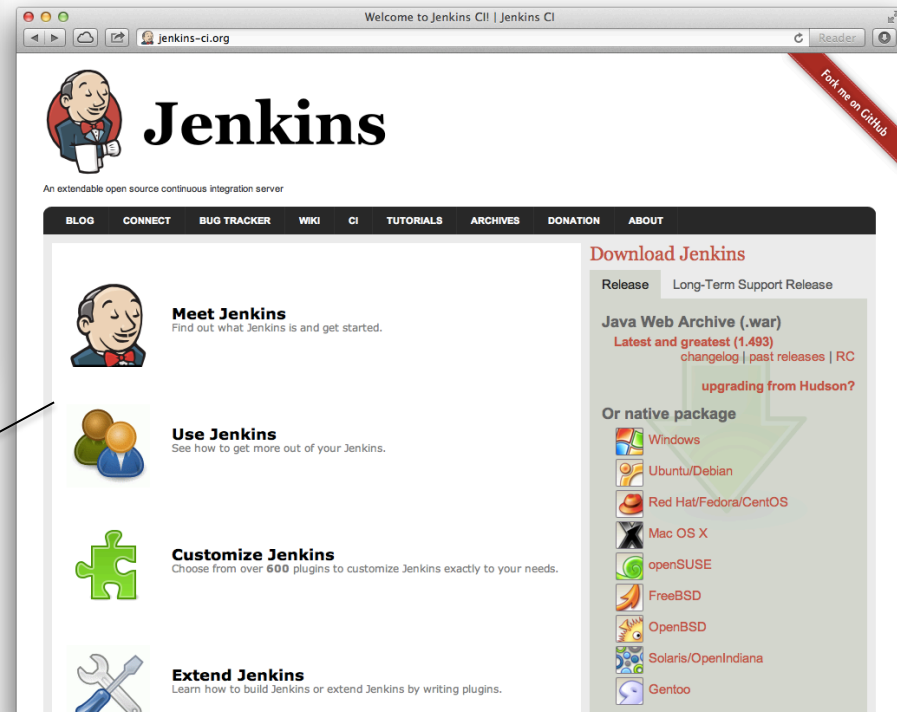 Welcome to Jenkins CI! | Jenkins CI
jenkins-ci.org
Reader
Fork me on GitHub
Jenkins
An extendable open source continuous integration server
BLOG CONNECT BUG TRACKER WIKI CI TUTORIALS ARCHIVES DONATION ABOUT
Meet Jenkins
Find out what Jenkins is and get started.
Use Jenkins
See how to get more out of your Jenkins.
Customize Jenkins
Choose from over 600 plugins to customize Jenkins exactly to your needs.
Extend Jenkins
Learn how to build Jenkins or extend Jenkins by writing plugins.
Download Jenkins
Release Long-Term Support Release
Java Web Archive (.war)
Latest and greatest (1.493)
changelog | past releases | RC
upgrading from Hudson?
Or native package
Windows
Ubuntu/Debian
Red Hat/Fedora/CentOS
Mac OS X
openSUSE
FreeBSD
OpenBSD
Solaris/OpenIndiana
Gentoo